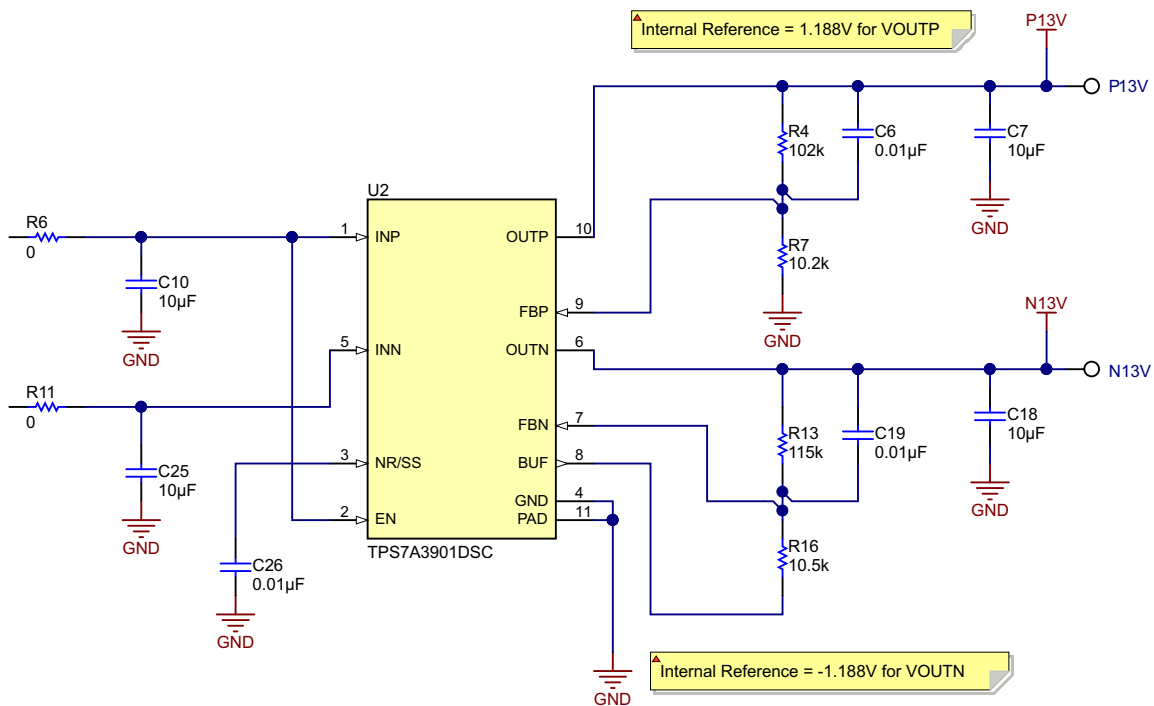 Internal Reference = 1.188V for VOUTP
P13V
P13V
R4
102k
C6
0.01µF
C7
10µF
GND
U2
R6
0
1
INP
OUTP
10
R7
10.2k
C10
10µF
GND
FBP
9
GND
N13V
5
INN
OUTN
6
N13V
R11
0
FBN
7
R13
115k
C19
0.01µF
C18
10µF
3
NR/SS
BUF
8
C25
10µF
GND
4
GND
2
EN
PAD
11
GND
TPS7A3901DSC
R16
10.5k
C26
0.01µF
GND
Internal Reference = -1.188V for VOUTN
GND